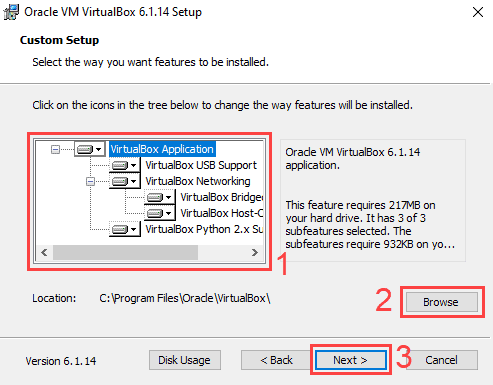 Oracle VM VirtualBox 6.1.14 Setup
Custom Setup
Select the way you want features to be installed.
Click on the icons in the tree below to change the way features will be installed.
VirtualBox Application
VirtualBox USB Support
VirtualBox Networking
VirtualBox Bridge
VirtualBox Host-C
VirtualBox Python 2.x Su
1
Oracle VM VirtualBox 6.1.14
application.
This feature requires 217MB on
your hard drive. It has 3 of 3
subfeatures selected. The
subfeatures require 932KB on yo...
Location: C:\Program Files\Oracle\VirtualBox\
2 Browse
Version 6.1.14 Disk Usage < Back Next > 3 Cancel